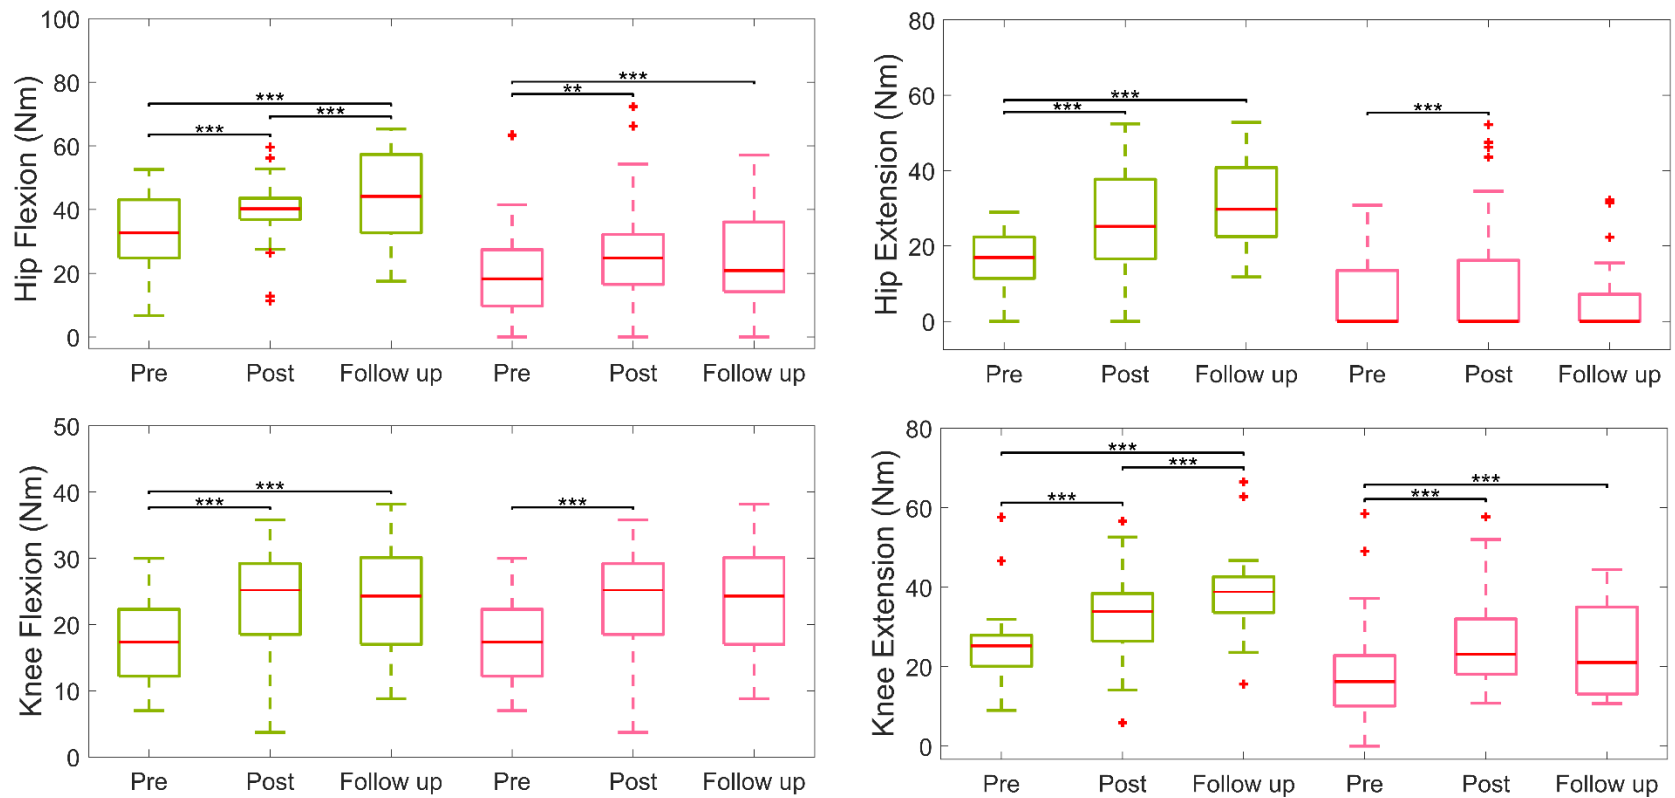 Hip Flexion (Nm)
100
80
60
40
20
0
***
***
***
***
**
Pre
Post
Follow up
Pre
Post
Follow up
Hip Extension (Nm)
80
60
40
20
0
***
***
***
Pre
Post
Follow up
Pre
Post
Follow up
Knee Flexion (Nm)
50
40
30
20
10
0
***
***
***
Pre
Post
Follow up
Pre
Post
Follow up
Knee Extension (Nm)
80
60
40
20
0
***
***
***
***
***
Pre
Post
Follow up
Pre
Post
Follow up